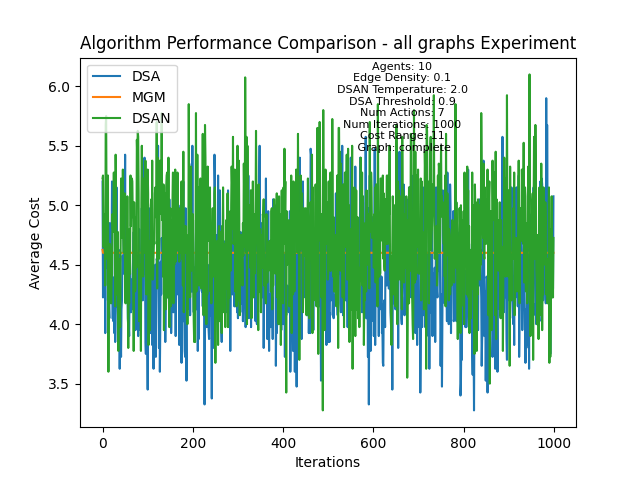 Algorithm Performance Comparison - all graphs Experiment
DSA
MGM
DSAN
Agents: 10
Edge Density: 0.1
DSAN Temperature: 2.0
DSA Threshold: 0.9
Num Actions: 7
Num Iterations: 1000
Cost Range: 11
Graph: complete
Average Cost
6.0
5.5
5.0
4.5
4.0
3.5
0
200
400
600
800
1000
Iterations